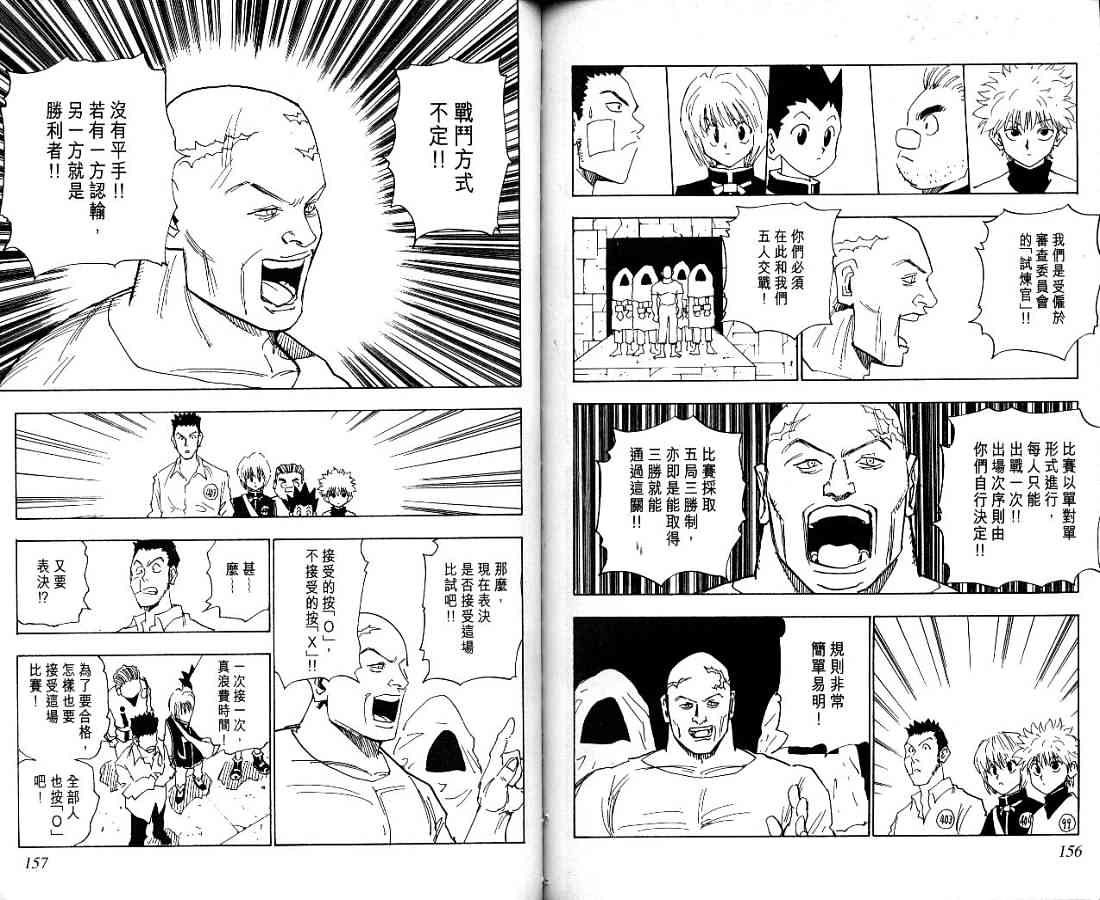 我們是受僱於
審查委員會
的「試煉官」!!
你們必須
在此和我們
五人交戰！
比賽以單對單
形式進行，
每人只能
出戰一次!!
出場次序則由
你們自行決定!!
比賽採取
五局三勝制，
亦即是能取得
三勝就能
通過這關!!
403
404
99
規則非常
簡單易明！
156
戰鬥方式
不定!!
沒有平手!!
若有一方認輸，
另一方就是
勝利者!!
403
那麼，
現在表決
是否接受這場
比試吧!!
接受的按「O」，
不接受的按「X」!!
甚～
麼～
又要
表決!?
一次接一次，
真浪費時間！
為了要合格，
怎樣也要
接受這場
比賽！
全部人
也按「O」
吧！
157